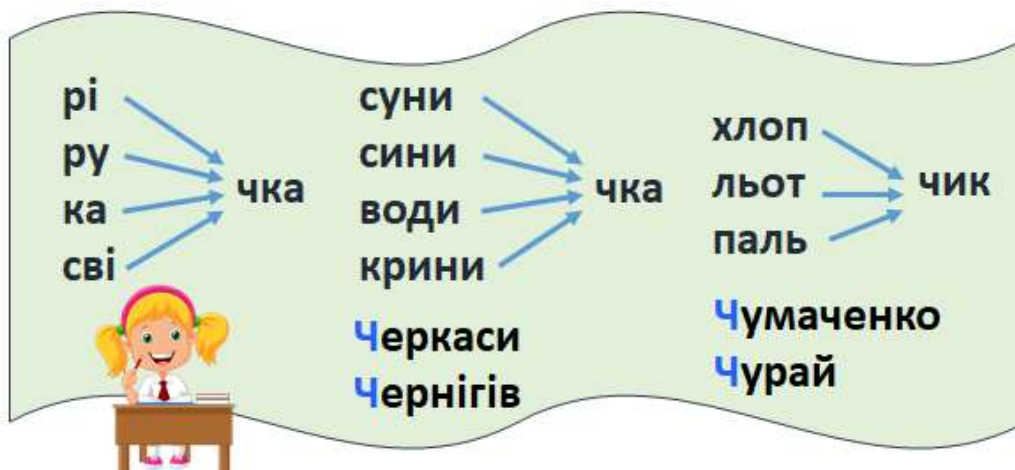 рі
ру
ка
сві
чка
суни
сини
води
крини
чка
Черкаси
Чернігів
хлоп
льот
паль
чик
Чумаченко
Чурай